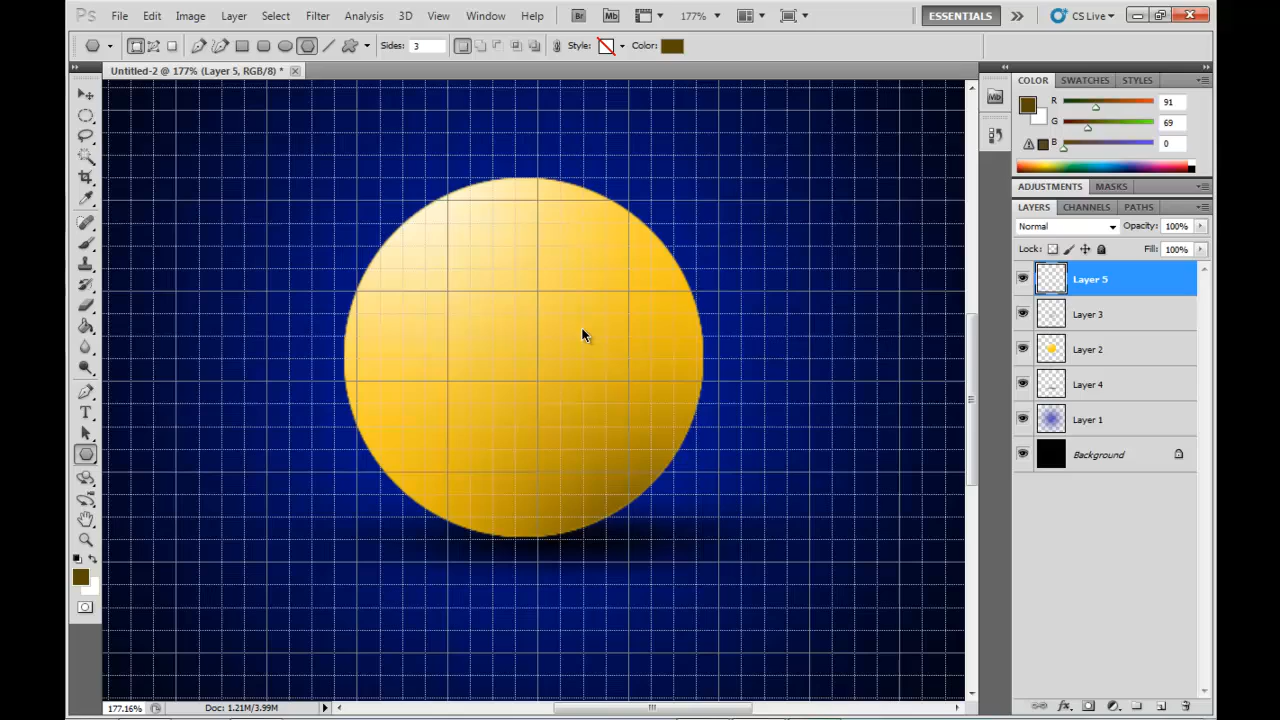 Ps File Edit Image Layer Select Filter Analysis 3D View Window Help Br Mb 177% ESSENTIALS CS Live
Sides: 3 Style: Color:
Untitled-2 @ 177% (Layer 5, RGB/8) *
COLOR SWATCHES STYLES
R 91
G 69
B 0
ADJUSTMENTS MASKS
LAYERS CHANNELS PATHS
Normal Opacity: 100%
Lock: Fill: 100%
Layer 5
Layer 3
Layer 2
Layer 4
Layer 1
Background
177.16% Doc: 1.21M/3.99M